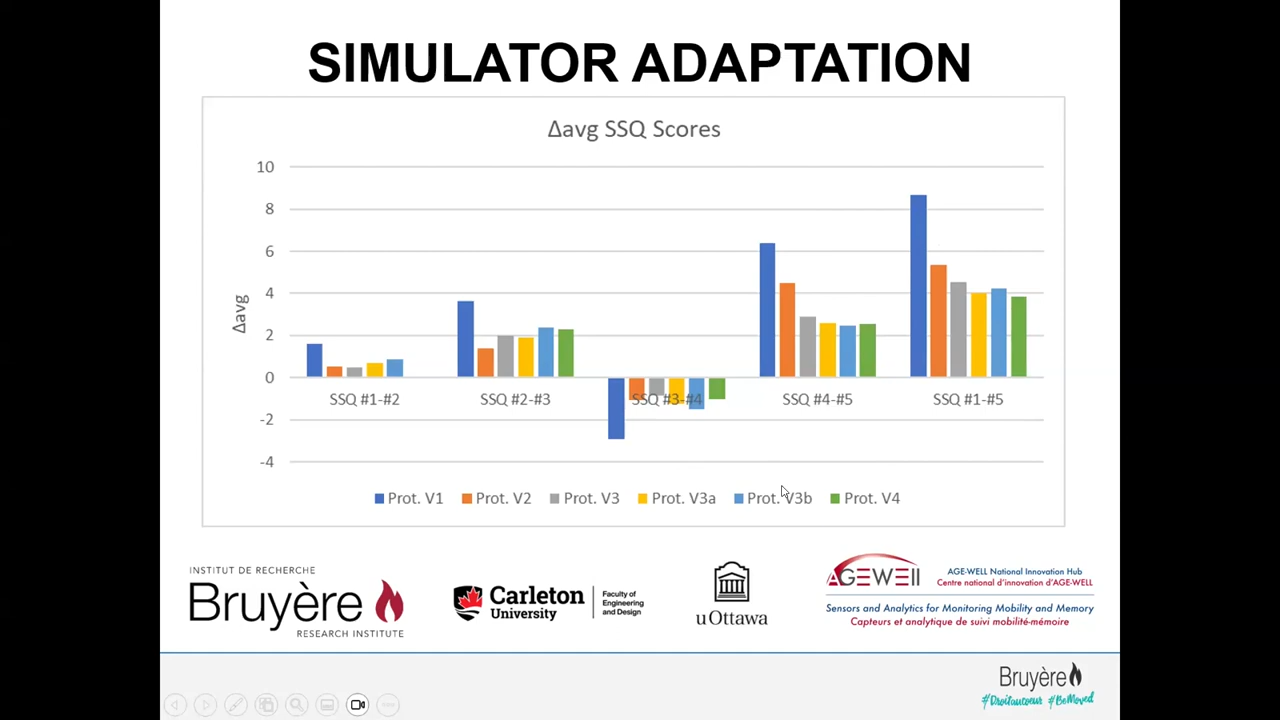 SIMULATOR ADAPTATION
Δavg SSQ Scores
10
8
6
4
2
0
-2
-4
Δavg
SSQ #1-#2
SSQ #2-#3
SSQ #3-#4
SSQ #4-#5
SSQ #1-#5
Prot. V1
Prot. V2
Prot. V3
Prot. V3a
Prot. V3b
Prot. V4
INSTITUT DE RECHERCHE
Bruyère
RESEARCH INSTITUTE
Carleton
University
Faculty of
Engineering
and Design
uOttawa
AGEWELL
AGE-WELL National Innovation Hub
Centre national d'innovation d'AGE-WELL
Sensors and Analytics for Monitoring Mobility and Memory
Capteurs et analytique de suivi mobilité-mémoire
Bruyère
#Droitaucoeur #BeMoved